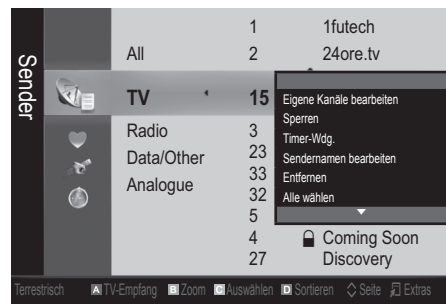 Sender
1 1futech
All 2 24ore.tv
TV 15
Radio 3
Data/Other 23
Analogue 33
32
5
4 Coming Soon
27 Discovery
Eigene Kanäle bearbeiten
Sperren
Timer-Wdg.
Sendernamen bearbeiten
Entfernen
Alle wählen
Terrestrisch A TV-Empfang B Zoom C Auswählen D Sortieren Seite Extras